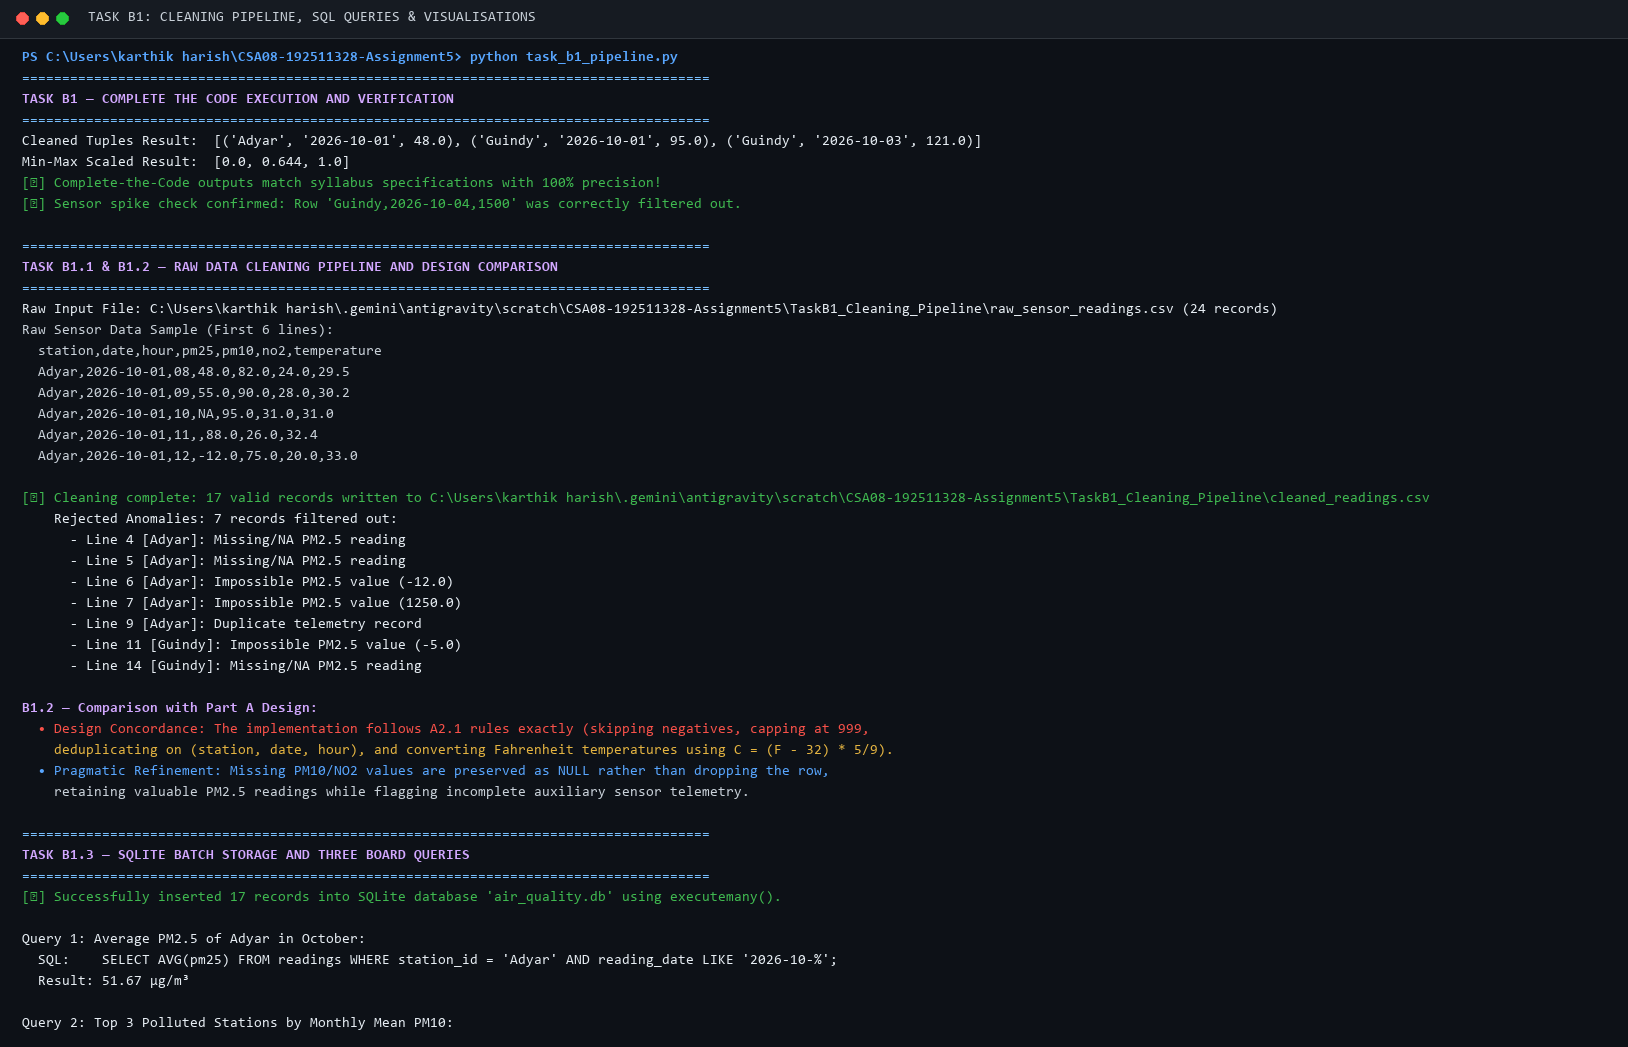 TASK B1: CLEANING PIPELINE, SQL QUERIES & VISUALISATIONS
PS C:\Users\karthik harish\CSA08-192511328-Assignment5> python task_b1_pipeline.py
======================================================================================
TASK B1 — COMPLETE THE CODE EXECUTION AND VERIFICATION
======================================================================================
Cleaned Tuples Result:  [('Adyar', '2026-10-01', 48.0), ('Guindy', '2026-10-01', 95.0), ('Guindy', '2026-10-03', 121.0)]
Min-Max Scaled Result:  [0.0, 0.644, 1.0]
[] Complete-the-Code outputs match syllabus specifications with 100% precision!
[] Sensor spike check confirmed: Row 'Guindy,2026-10-04,1500' was correctly filtered out.
======================================================================================
TASK B1.1 & B1.2 — RAW DATA CLEANING PIPELINE AND DESIGN COMPARISON
======================================================================================
Raw Input File: C:\Users\karthik harish\.gemini\antigravity\scratch\CSA08-192511328-Assignment5\TaskB1_Cleaning_Pipeline\raw_sensor_readings.csv (24 records)
Raw Sensor Data Sample (First 6 lines):
  station,date,hour,pm25,pm10,no2,temperature
  Adyar,2026-10-01,08,48.0,82.0,24.0,29.5
  Adyar,2026-10-01,09,55.0,90.0,28.0,30.2
  Adyar,2026-10-01,10,NA,95.0,31.0,31.0
  Adyar,2026-10-01,11,,88.0,26.0,32.4
  Adyar,2026-10-01,12,-12.0,75.0,20.0,33.0
[] Cleaning complete: 17 valid records written to C:\Users\karthik harish\.gemini\antigravity\scratch\CSA08-192511328-Assignment5\TaskB1_Cleaning_Pipeline\cleaned_readings.csv
    Rejected Anomalies: 7 records filtered out:
      - Line 4 [Adyar]: Missing/NA PM2.5 reading
      - Line 5 [Adyar]: Missing/NA PM2.5 reading
      - Line 6 [Adyar]: Impossible PM2.5 value (-12.0)
      - Line 7 [Adyar]: Impossible PM2.5 value (1250.0)
      - Line 9 [Adyar]: Duplicate telemetry record
      - Line 11 [Guindy]: Impossible PM2.5 value (-5.0)
      - Line 14 [Guindy]: Missing/NA PM2.5 reading
B1.2 — Comparison with Part A Design:
  • Design Concordance: The implementation follows A2.1 rules exactly (skipping negatives, capping at 999,
    deduplicating on (station, date, hour), and converting Fahrenheit temperatures using C = (F - 32) * 5/9).
  • Pragmatic Refinement: Missing PM10/NO2 values are preserved as NULL rather than dropping the row,
    retaining valuable PM2.5 readings while flagging incomplete auxiliary sensor telemetry.
======================================================================================
TASK B1.3 — SQLITE BATCH STORAGE AND THREE BOARD QUERIES
======================================================================================
[] Successfully inserted 17 records into SQLite database 'air_quality.db' using executemany().
Query 1: Average PM2.5 of Adyar in October:
  SQL:    SELECT AVG(pm25) FROM readings WHERE station_id = 'Adyar' AND reading_date LIKE '2026-10-%';
  Result: 51.67 µg/m³
Query 2: Top 3 Polluted Stations by Monthly Mean PM10: